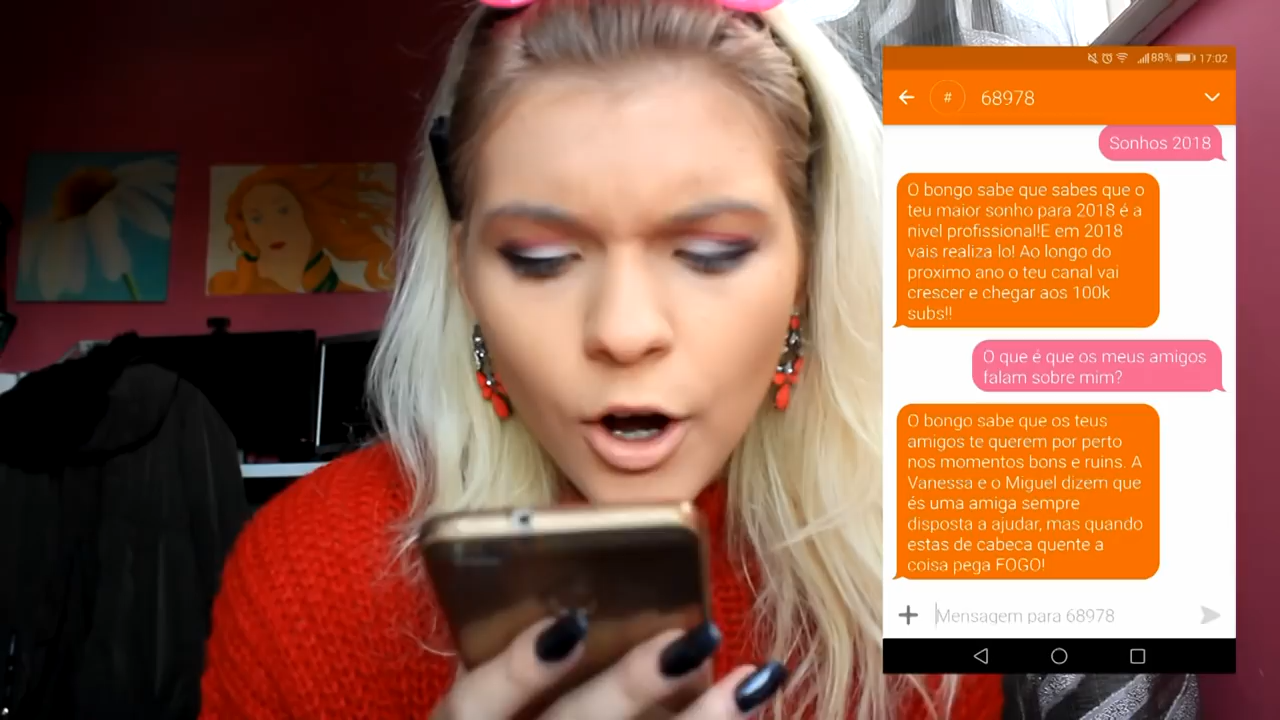 88% 17:02
# 68978
Sonhos 2018
O bongo sabe que sabes que o
teu maior sonho para 2018 é a
nivel profissional!E em 2018
vais realiza lo! Ao longo do
proximo ano o teu canal vai
crescer e chegar aos 100k
subs!!
O que é que os meus amigos
falam sobre mim?
O bongo sabe que os teus
amigos te querem por perto
nos momentos bons e ruins. A
Vanessa e o Miguel dizem que
és uma amiga sempre
disposta a ajudar, mas quando
estas de cabeca quente a
coisa pega FOGO!
Mensagem para 68978